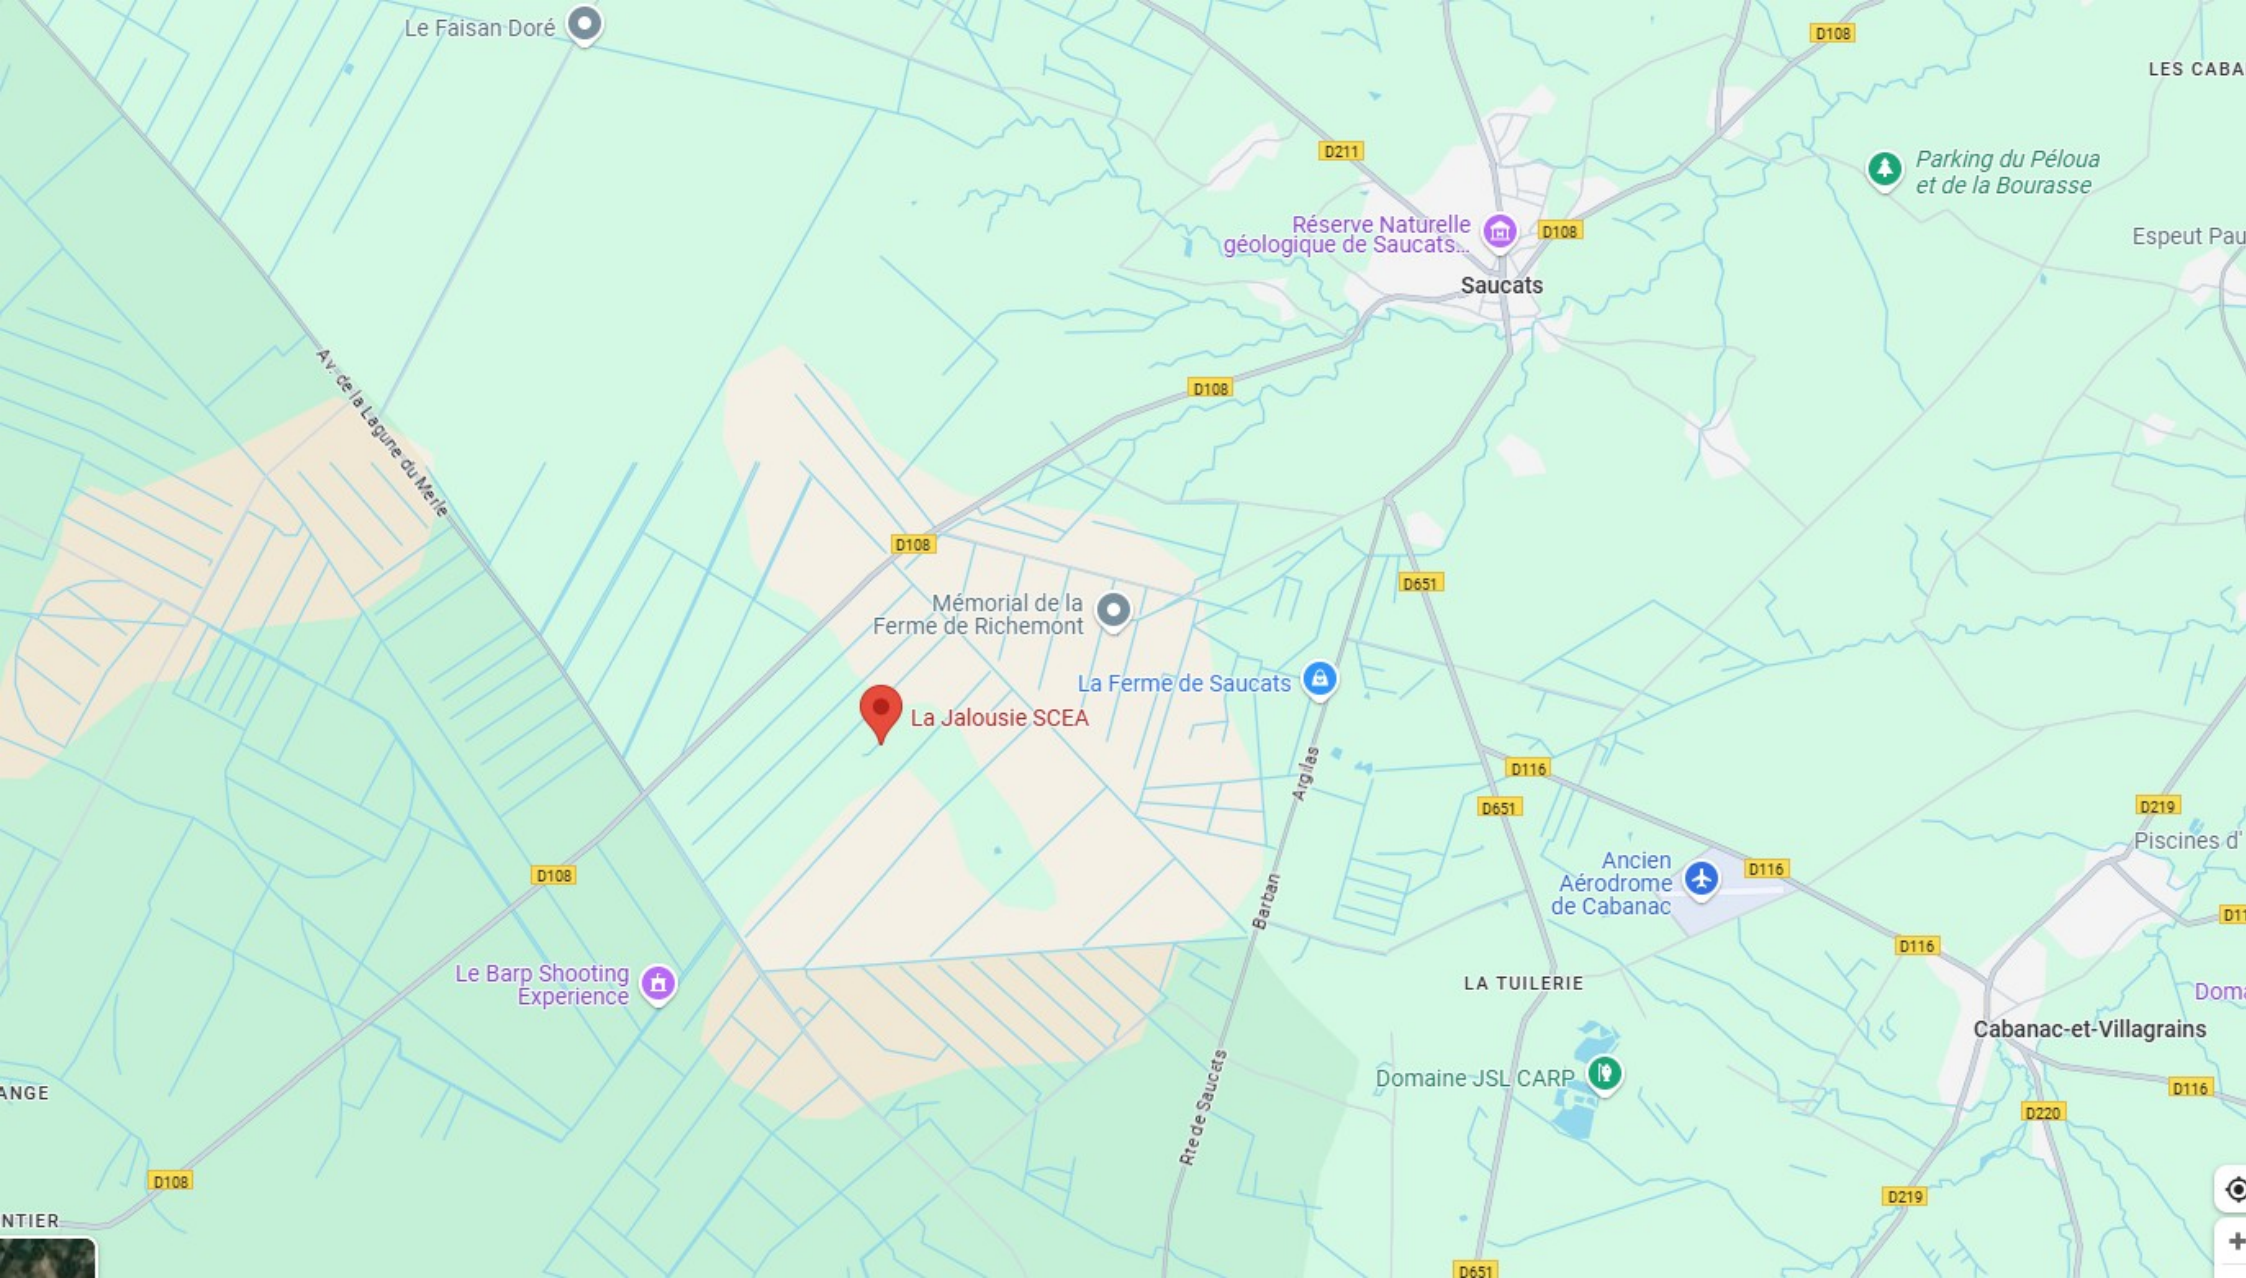 Le Faisan Doré
D108
LES CABA
D211
Parking du Péloua
et de la Bourasse
Réserve Naturelle
géologique de Saucats...
D108
Espeut Pau
Saucats
Av. de la Lagune du Merle
D108
D108
D651
Mémorial de la
Ferme de Richemont
La Ferme de Saucats
La Jalousie SCEA
Argilas
D116
D651
D219
Piscines d'
Ancien
Aérodrome
de Cabanac
D116
D108
Barban
D11
D116
Le Barp Shooting
Experience
LA TUILERIE
Doma
Cabanac-et-Villagrains
Domaine JSL CARP
ANGE
Rte de Saucats
D116
D220
D108
D219
NTIER
D651